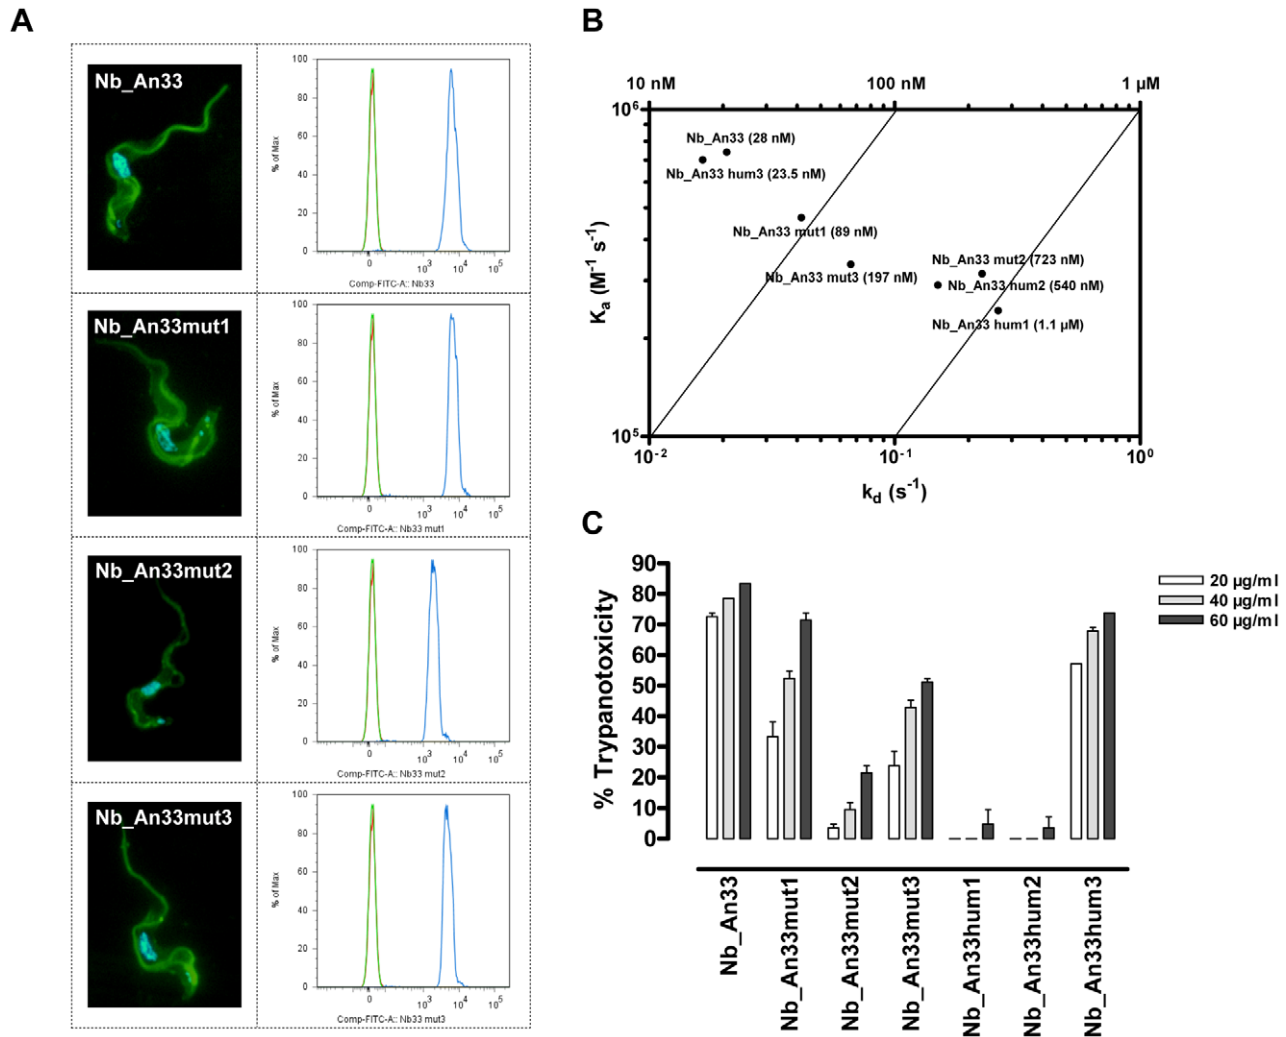 A
Nb_An33
100
80
60
40
20
0
% of Max
0 10³ 10⁴ 10⁵
Comp-FITC-A:: Nb33
Nb_An33mut1
100
80
60
40
20
0
% of Max
0 10³ 10⁴ 10⁵
Comp-FITC-A:: Nb33 mut1
Nb_An33mut2
100
80
60
40
20
0
% of Max
0 10³ 10⁴ 10⁵
Comp-FITC-A:: Nb33 mut2
Nb_An33mut3
100
80
60
40
20
0
% of Max
0 10³ 10⁴ 10⁵
Comp-FITC-A:: Nb33 mut3
B
10 nM 100 nM 1 µM
10⁶
Nb_An33 (28 nM)
Nb_An33 hum3 (23.5 nM)
Nb_An33 mut1 (89 nM)
Nb_An33 mut2 (723 nM)
Nb_An33 mut3 (197 nM)
Nb_An33 hum2 (540 nM)
Nb_An33 hum1 (1.1 µM)
Kₐ (M⁻¹ s⁻¹)
10⁵
10⁻² 10⁻¹ 10⁰
k_d (s⁻¹)
C
90
80
70
60
50
40
30
20
10
0
% Trypanotoxicity
20 µg/ml
40 µg/ml
60 µg/ml
Nb_An33
Nb_An33mut1
Nb_An33mut2
Nb_An33mut3
Nb_An33hum1
Nb_An33hum2
Nb_An33hum3